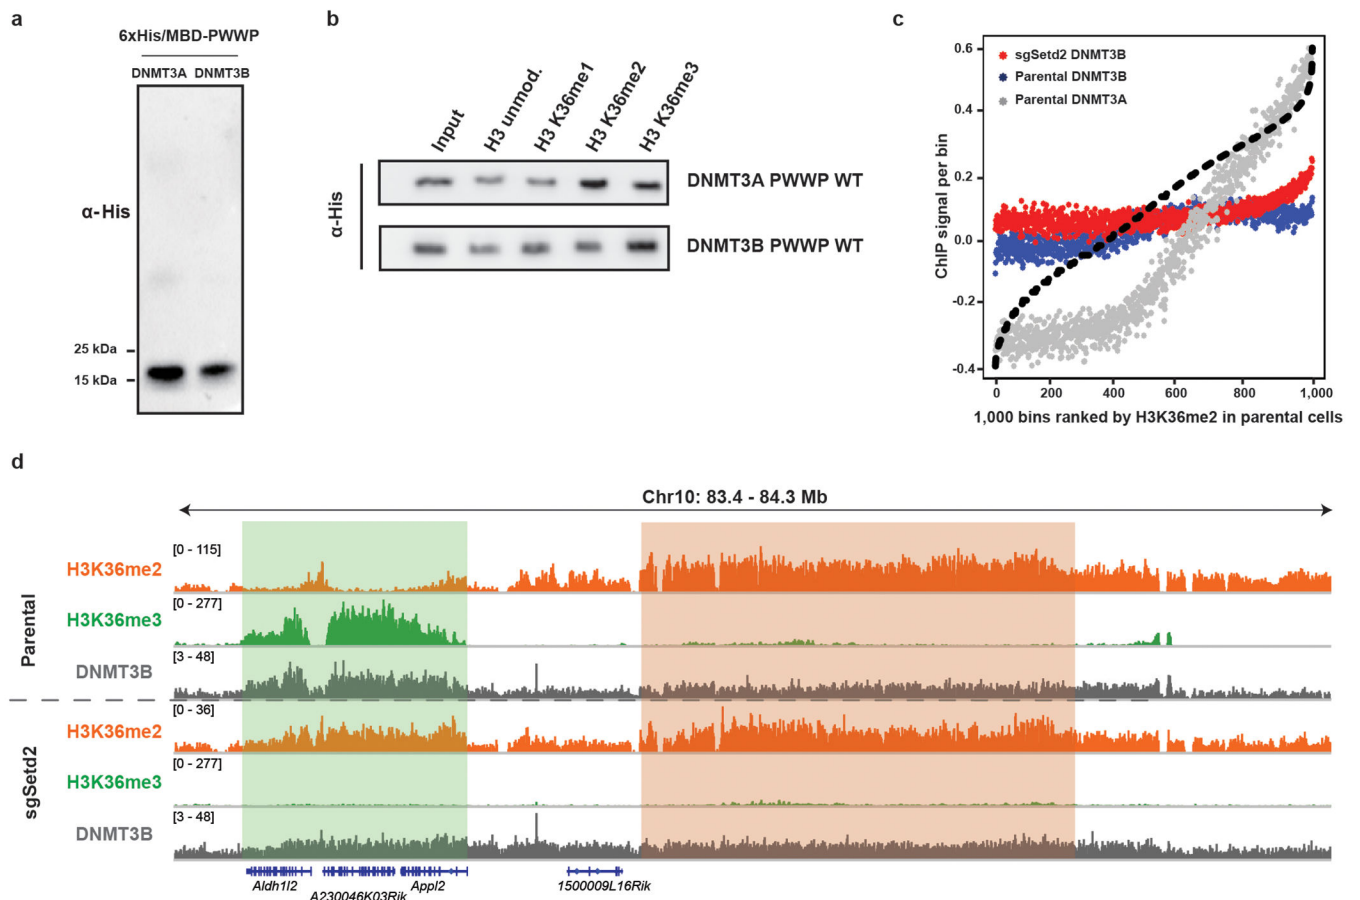 a
6xHis/MBD-PWWP
DNMT3A DNMT3B
α-His
25 kDa
15 kDa
b
Input
H3 unmod.
H3 K36me1
H3 K36me2
H3 K36me3
α-His
DNMT3A PWWP WT
DNMT3B PWWP WT
c
sgSetd2 DNMT3B
Parental DNMT3B
Parental DNMT3A
ChIP signal per bin
0.6
0.4
0.2
0.0
-0.2
-0.4
0 200 400 600 800 1,000
1,000 bins ranked by H3K36me2 in parental cells
d
Chr10: 83.4 - 84.3 Mb
Parental
H3K36me2 [0 - 115]
H3K36me3 [0 - 277]
DNMT3B [3 - 48]
sgSetd2
H3K36me2 [0 - 36]
H3K36me3 [0 - 277]
DNMT3B [3 - 48]
Aldh1l2
A230046K03Rik
Appl2
1500009L16Rik